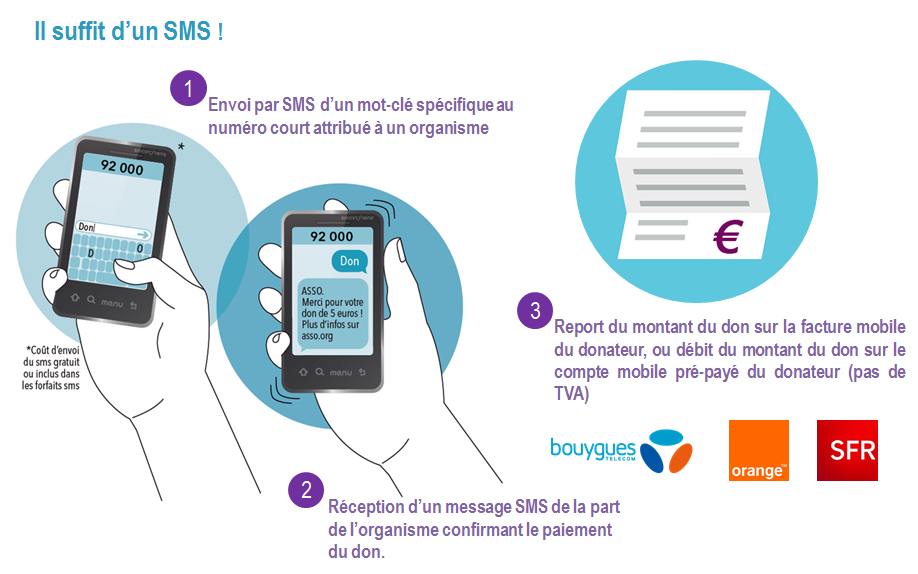 Il suffit d’un SMS !
1
Envoi par SMS d’un mot-clé spécifique au
numéro court attribué à un organisme
*
92 000
Don
O
D
menu
*Coût d’envoi
du sms gratuit
ou inclus dans
les forfaits sms
92 000
Don
ASSO.
Merci pour votre
don de 5 euros !
Plus d’infos sur
asso.org
menu
2
Réception d’un message SMS de la part
de l’organisme confirmant le paiement
du don.
€
3
Report du montant du don sur la facture mobile
du donateur, ou débit du montant du don sur le
compte mobile pré-payé du donateur (pas de
TVA)
bouygues
TELECOM
orange™
SFR